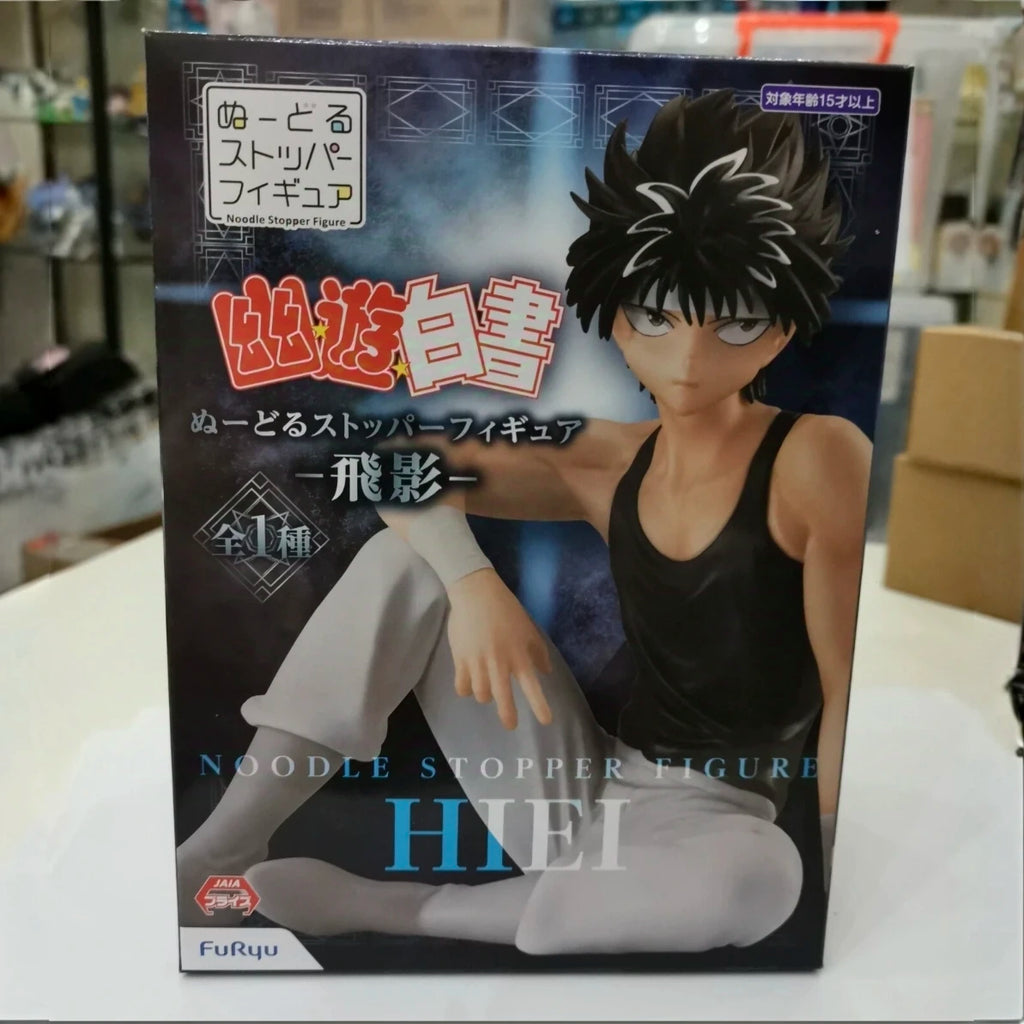 ぬーどる
ストッパー
フィギュア
Noodle Stopper Figure
対象年齢15才以上
幽☆遊☆白書
ぬーどるストッパーフィギュア
-飛影-
全1種
NOODLE STOPPER FIGURE
HIEI
JAIA
プライズ
FuRyu